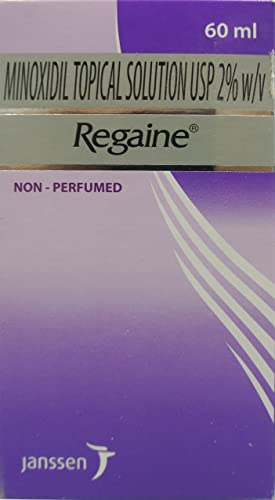 60 ml
MINOXIDIL TOPICAL SOLUTION USP 2% w/v
Regaine®
NON - PERFUMED
janssen